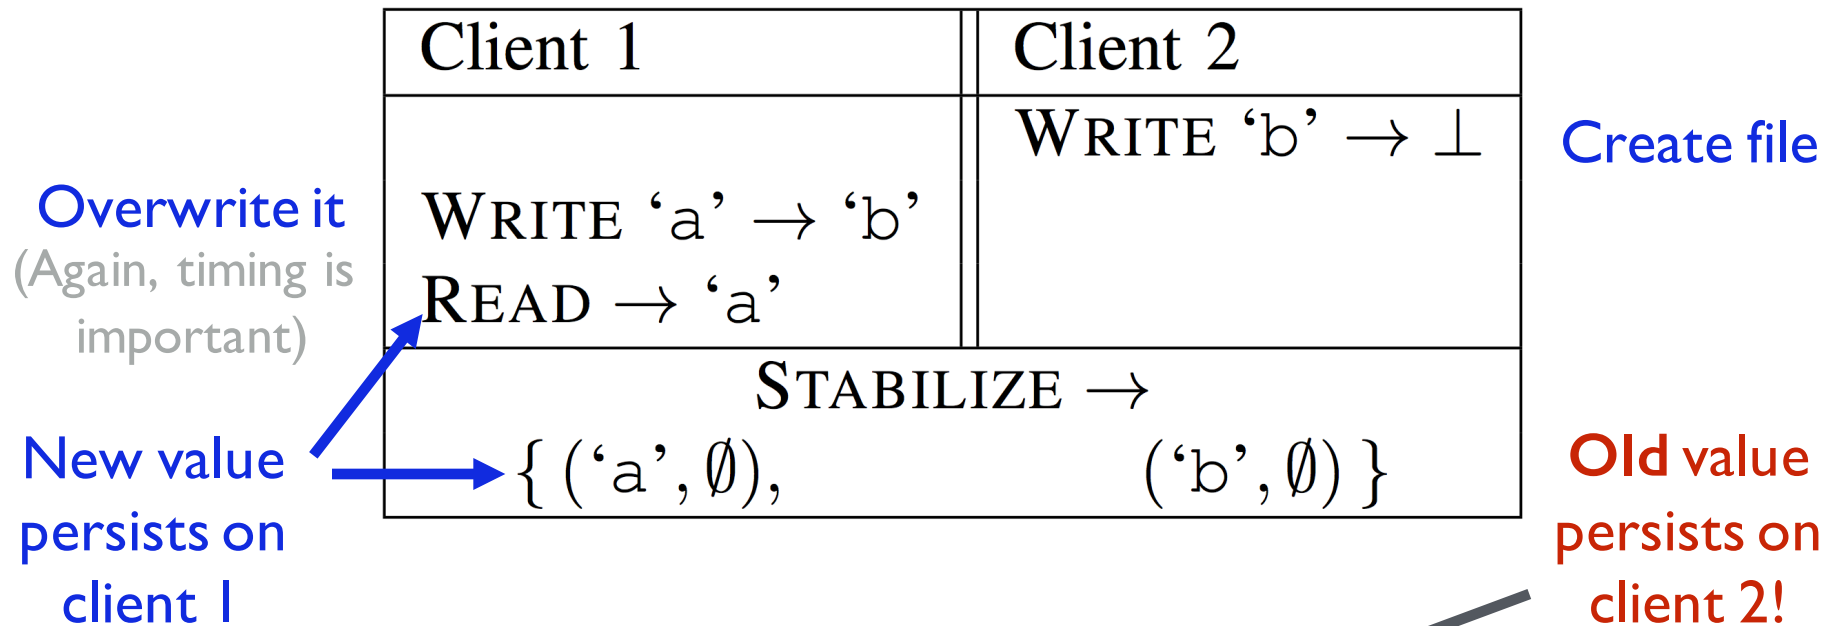 Client 1
Client 2
WRITE ‘b’ → ⊥
Create file
Overwrite it
(Again, timing is
important)
WRITE ‘a’ → ‘b’
READ → ‘a’
STABILIZE →
{ (‘a’, ∅), (‘b’, ∅) }
New value
persists on
client 1
Old value
persists on
client 2!